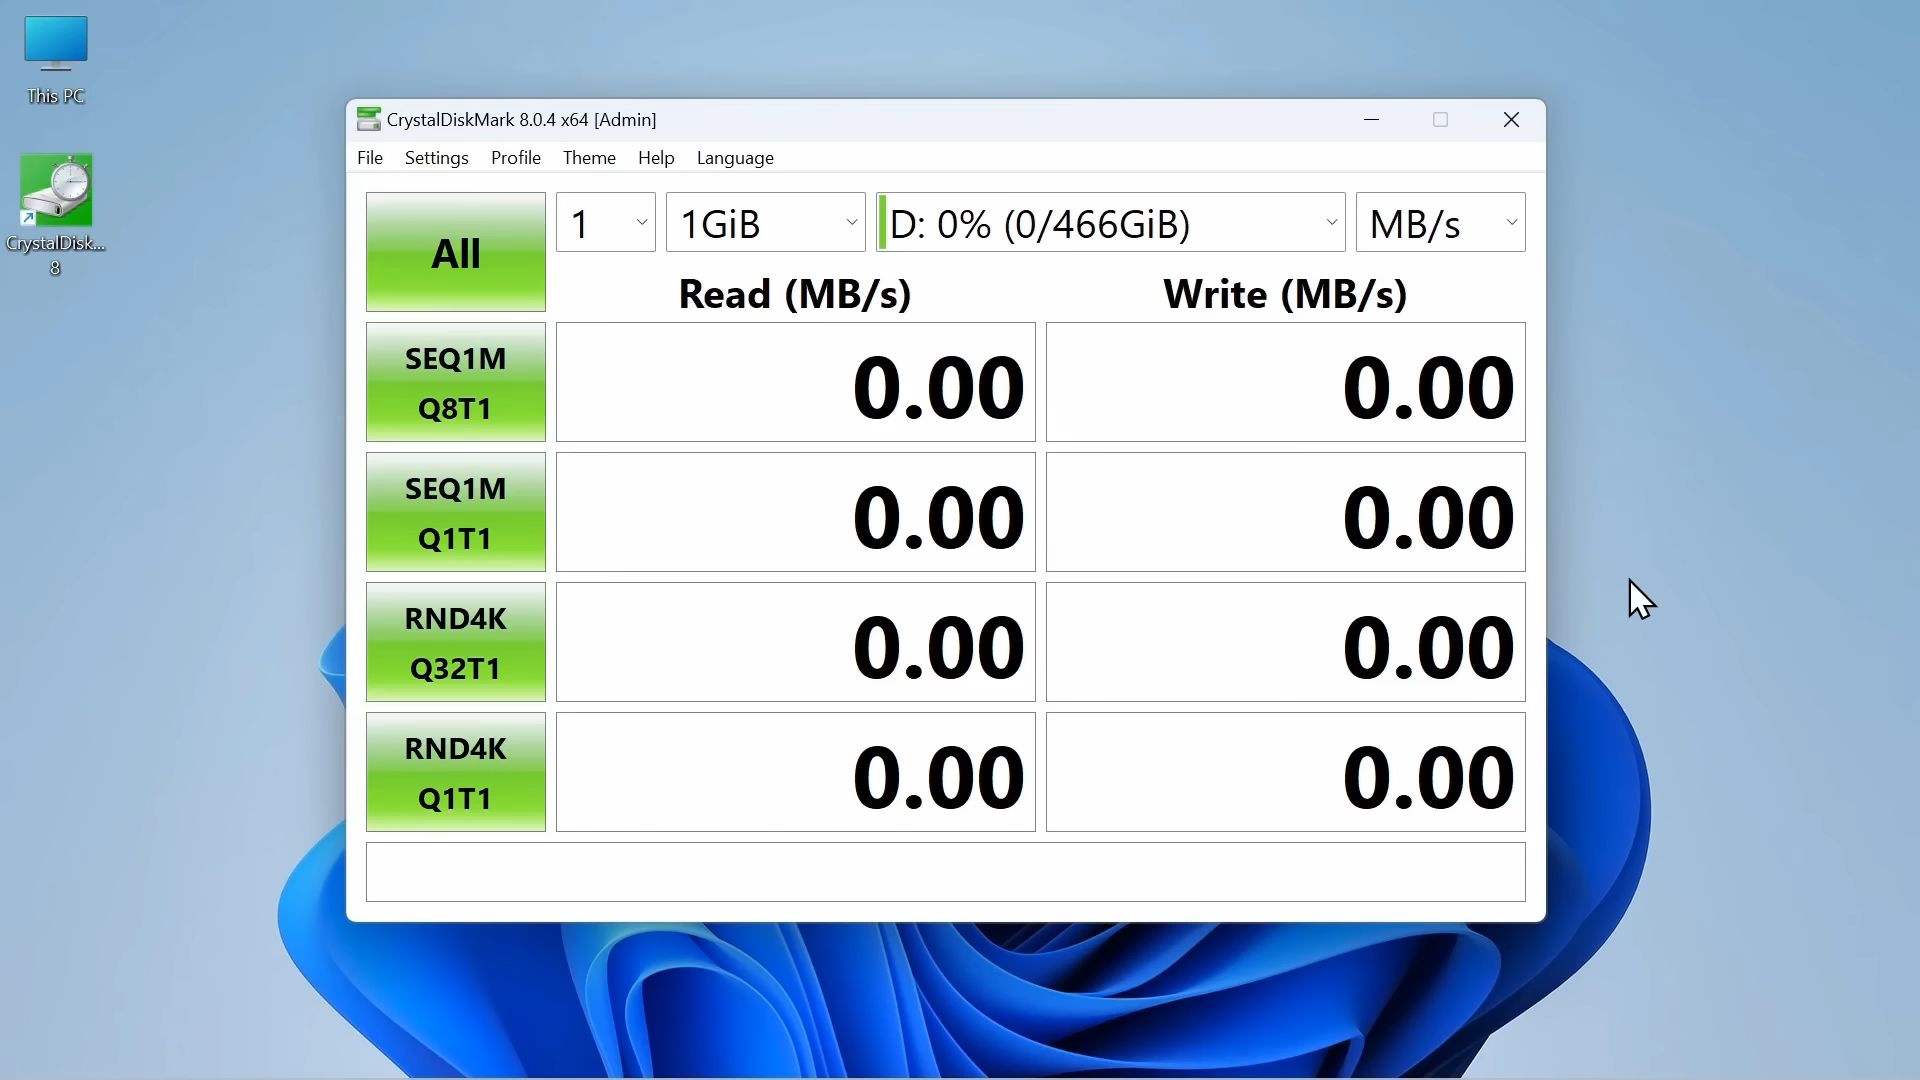 This PC
CrystalDisk...
8
CrystalDiskMark 8.0.4 x64 [Admin]
File Settings Profile Theme Help Language
All
1 1GiB D: 0% (0/466GiB) MB/s
Read (MB/s) Write (MB/s)
SEQ1M
Q8T1
0.00 0.00
SEQ1M
Q1T1
0.00 0.00
RND4K
Q32T1
0.00 0.00
RND4K
Q1T1
0.00 0.00